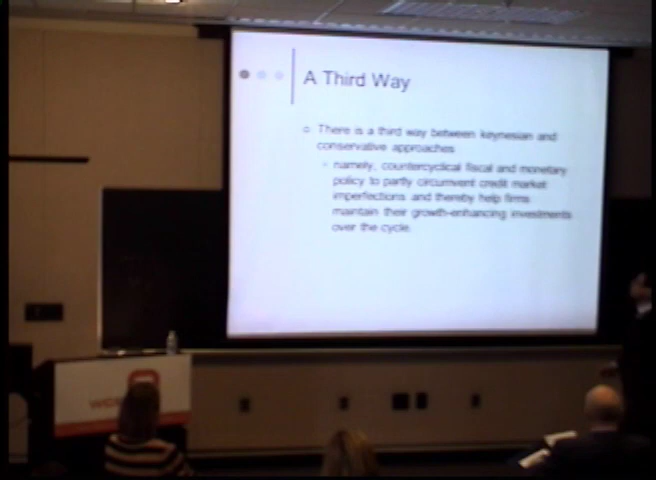 A Third Way
There is a third way between keynesian and
conservative approaches
namely, countercyclical fiscal and monetary
policy to partly circumvent credit market
imperfections and thereby help firms
maintain their growth-enhancing investments
over the cycle.